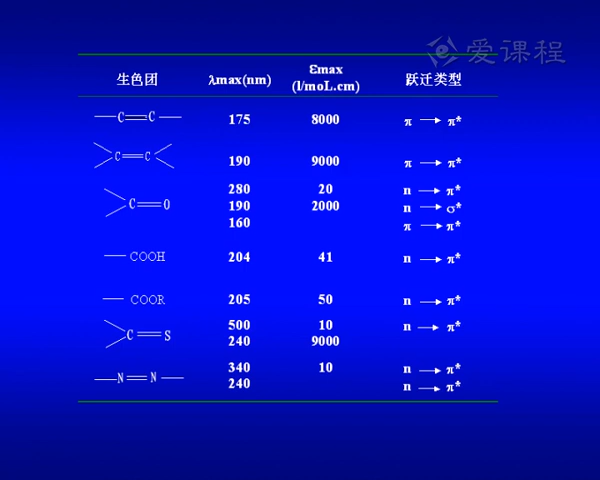 爱课程
生色团 λmax(nm) εmax (l/moL.cm) 跃迁类型
—C=C— 175 8000 π → π*
C=C 190 9000 π → π*
C=O 280 20 n → π*
190 2000 n → σ*
160 π → π*
—COOH 204 41 n → π*
—COOR 205 50 n → π*
C=S 500 10 n → π*
240 9000
—N=N— 340 10 n → π*
240 n → π*